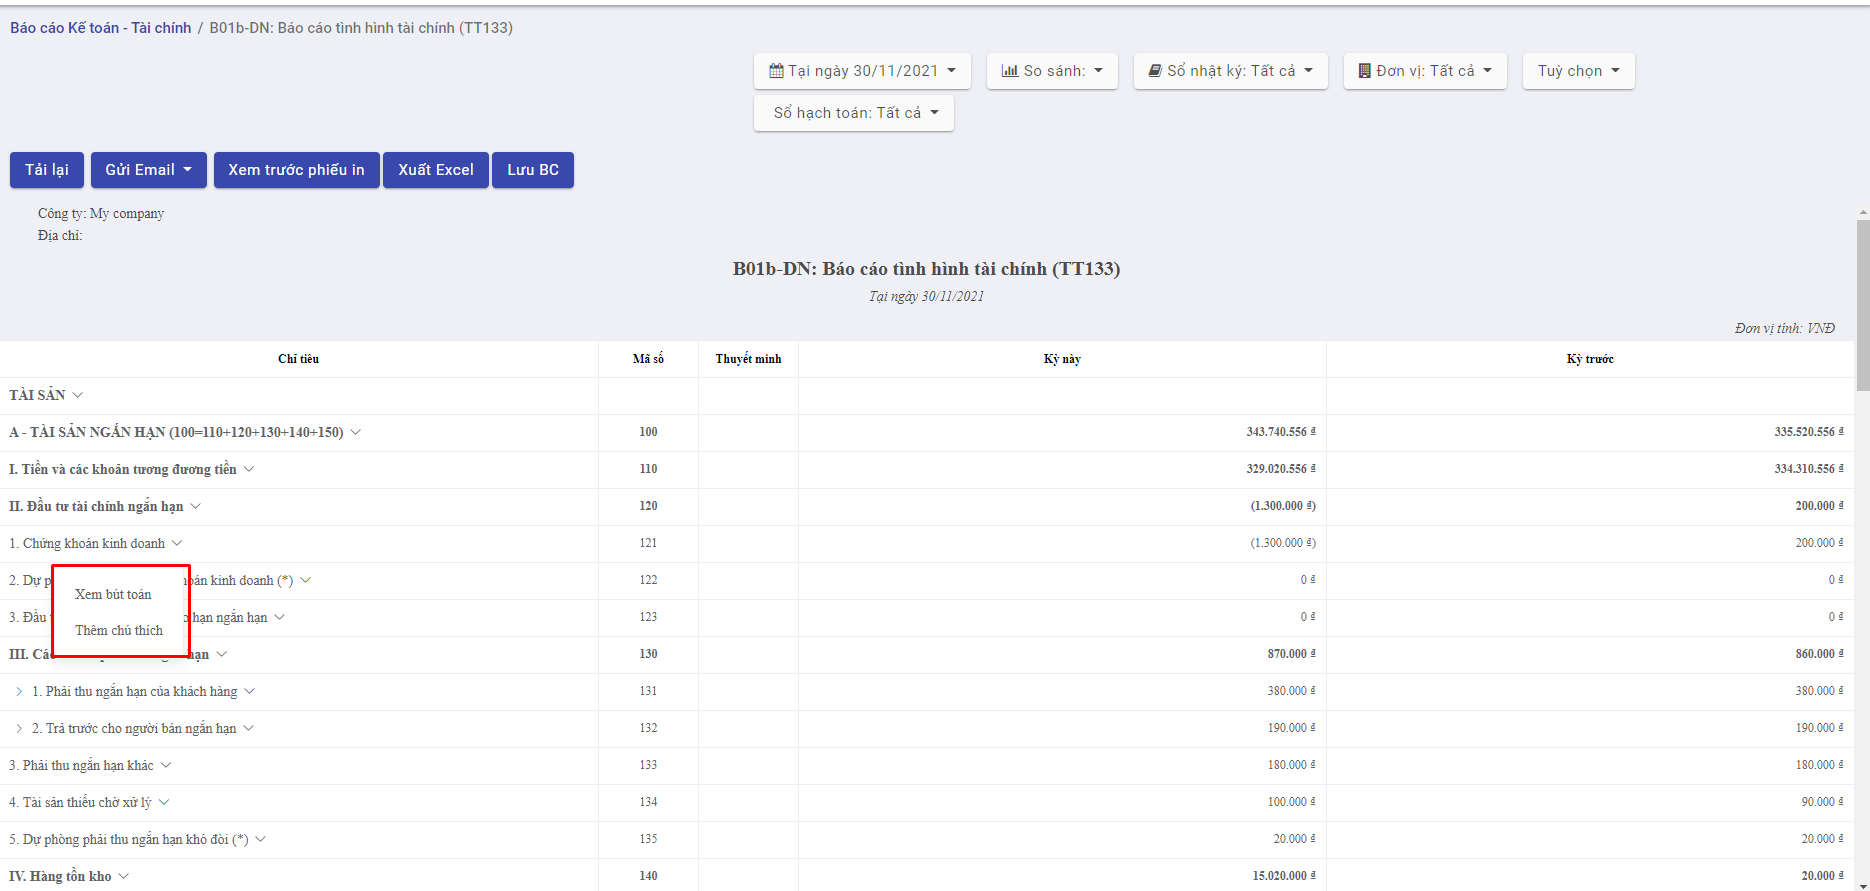 Báo cáo Kế toán - Tài chính / B01b-DN: Báo cáo tình hình tài chính (TT133)
Tại ngày 30/11/2021 So sánh: Sổ nhật ký: Tất cả Đơn vị: Tất cả Tuỳ chọn
Sổ hạch toán: Tất cả
Tải lại Gửi Email Xem trước phiếu in Xuất Excel Lưu BC
Công ty: My company
Địa chỉ:
B01b-DN: Báo cáo tình hình tài chính (TT133)
Tại ngày 30/11/2021
Đơn vị tính: VNĐ
Chỉ tiêu Mã số Thuyết minh Kỳ này Kỳ trước
TÀI SẢN
A - TÀI SẢN NGẮN HẠN (100=110+120+130+140+150) 100 343.740.556 ₫ 335.520.556 ₫
I. Tiền và các khoản tương đương tiền 110 329.020.556 ₫ 334.310.556 ₫
II. Đầu tư tài chính ngắn hạn 120 (1.300.000 ₫) 200.000 ₫
1. Chứng khoán kinh doanh 121 (1.300.000 ₫) 200.000 ₫
2. Dự kinh doanh (*) 122 0 ₫ 0 ₫
Xem bút toán
3. Đầu hạn ngắn hạn 123 0 ₫ 0 ₫
Thêm chú thích
III. 130 870.000 ₫ 860.000 ₫
1. Phải thu ngắn hạn của khách hàng 131 380.000 ₫ 380.000 ₫
2. Trả trước cho người bán ngắn hạn 132 190.000 ₫ 190.000 ₫
3. Phải thu ngắn hạn khác 133 180.000 ₫ 180.000 ₫
4. Tài sản thiếu chờ xử lý 134 100.000 ₫ 90.000 ₫
5. Dự phòng phải thu ngắn hạn khó đòi (*) 135 20.000 ₫ 20.000 ₫
IV. Hàng tồn kho 140 15.020.000 ₫ 20.000 ₫